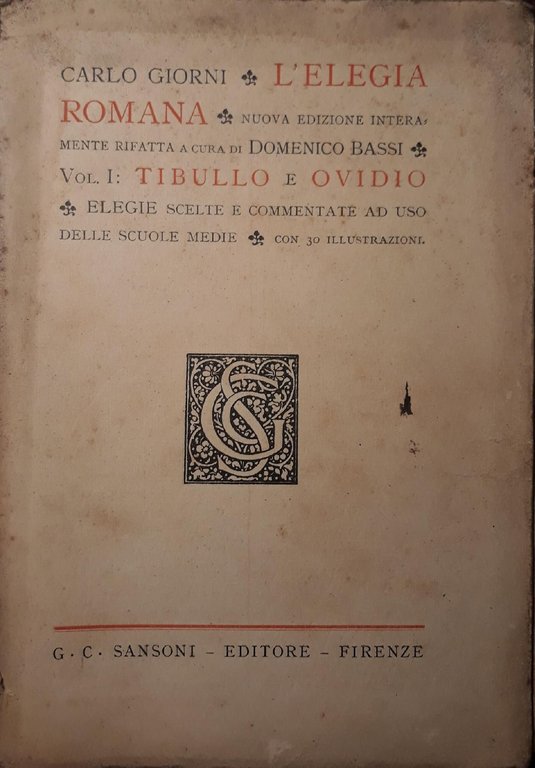 CARLO GIORNI ☘ L'ELEGIA
ROMANA ☘ NUOVA EDIZIONE INTERA-
MENTE RIFATTA A CURA DI DOMENICO BASSI ☘
VOL. I: TIBULLO E OVIDIO
☘ ELEGIE SCELTE E COMMENTATE AD USO
DELLE SCUOLE MEDIE ☘ CON 30 ILLUSTRAZIONI.
GCS
G. C. SANSONI - EDITORE - FIRENZE